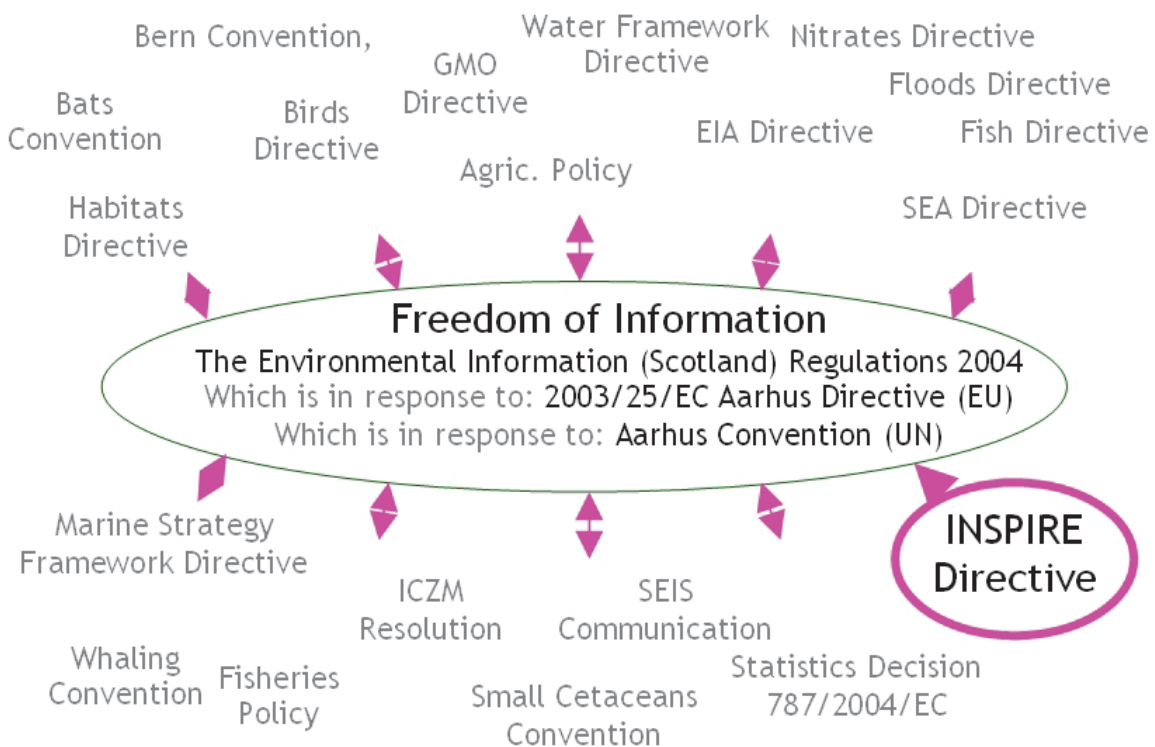 Bern Convention,
Water Framework
Directive
Nitrates Directive
GMO
Directive
Floods Directive
Bats
Convention
Birds
Directive
EIA Directive
Fish Directive
Agric. Policy
Habitats
Directive
SEA Directive
Freedom of Information
The Environmental Information (Scotland) Regulations 2004
Which is in response to: 2003/25/EC Aarhus Directive (EU)
Which is in response to: Aarhus Convention (UN)
Marine Strategy
Framework Directive
INSPIRE
Directive
ICZM
Resolution
SEIS
Communication
Whaling
Convention
Fisheries
Policy
Small Cetaceans
Convention
Statistics Decision
787/2004/EC